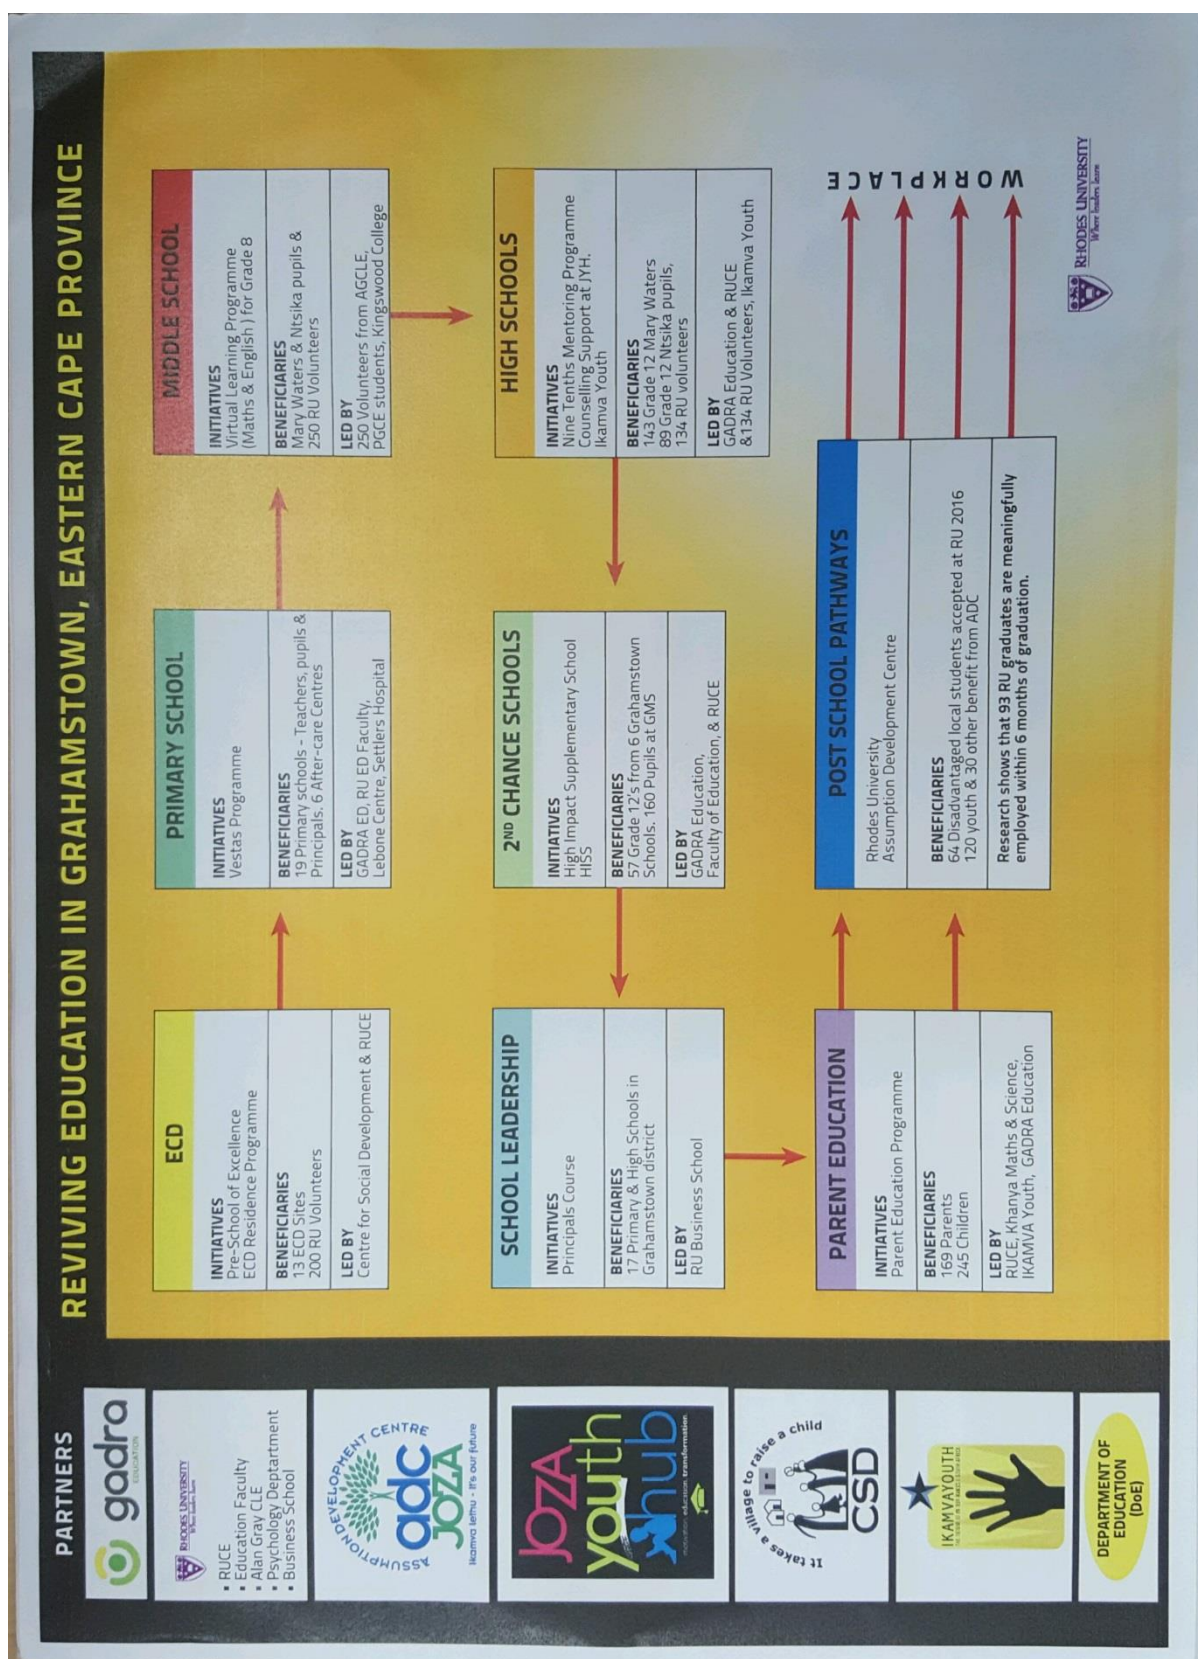 REVIVING EDUCATION IN GRAHAMSTOWN, EASTERN CAPE PROVINCE
PARTNERS
gadra
EDUCATION
RHODES UNIVERSITY
Where leaders learn
▪ RUCE
▪ Education Faculty
▪ Alan Gray CLE
▪ Psychology Deptartment
▪ Business School
ASSUMPTION DEVELOPMENT CENTRE
adc
JOZA
Ikamva lethu - It's our future
JOZA
youth
hub
education. transformation
It takes a village to raise a child
CSD
IKAMVAYOUTH
DEPARTMENT OF
EDUCATION
(DoE)
ECD
INITIATIVES
Pre-School of Excellence
ECD Residence Programme
BENEFICIARIES
13 ECD Sites
200 RU Volunteers
LED BY
Centre for Social Development & RUCE
PRIMARY SCHOOL
INITIATIVES
Vestas Programme
BENEFICIARIES
19 Primary schools - Teachers, pupils &
Principals. 6 After-care Centres
LED BY
GADRA ED, RU ED Faculty,
Lebone Centre, Settlers Hospital
MIDDLE SCHOOL
INITIATIVES
Virtual Learning Programme
(Maths & English ) for Grade 8
BENEFICIARIES
Mary Waters & Ntsika pupils &
250 RU Volunteers
LED BY
250 Volunteers from AGCLE,
PGCE students, Kingswood College
SCHOOL LEADERSHIP
INITIATIVES
Principals Course
BENEFICIARIES
17 Primary & High Schools in
Grahamstown district
LED BY
RU Business School
2ND CHANCE SCHOOLS
INITIATIVES
High Impact Supplementary School
HISS
BENEFICIARIES
57 Grade 12's from 6 Grahamstown
Schools. 160 Pupils at GMS
LED BY
GADRA Education,
Faculty of Education, & RUCE
HIGH SCHOOLS
INITIATIVES
Nine Tenths Mentoring Programme
Counselling Support at JYH.
Ikamva Youth
BENEFICIARIES
143 Grade 12 Mary Waters
89 Grade 12 Ntsika pupils,
134 RU volunteers
LED BY
GADRA Education & RUCE
&134 RU Volunteers, Ikamva Youth
PARENT EDUCATION
INITIATIVES
Parent Education Programme
BENEFICIARIES
169 Parents
245 Children
LED BY
RUCE, Khanya Maths & Science,
IKAMVA Youth, GADRA Education
POST SCHOOL PATHWAYS
Rhodes University
Assumption Development Centre
BENEFICIARIES
64 Disadvantaged local students accepted at RU 2016
120 youth & 30 other benefit from ADC
Research shows that 93 RU graduates are meaningfully
employed within 6 months of graduation.
WORKPLACE
RHODES UNIVERSITY
Where leaders learn